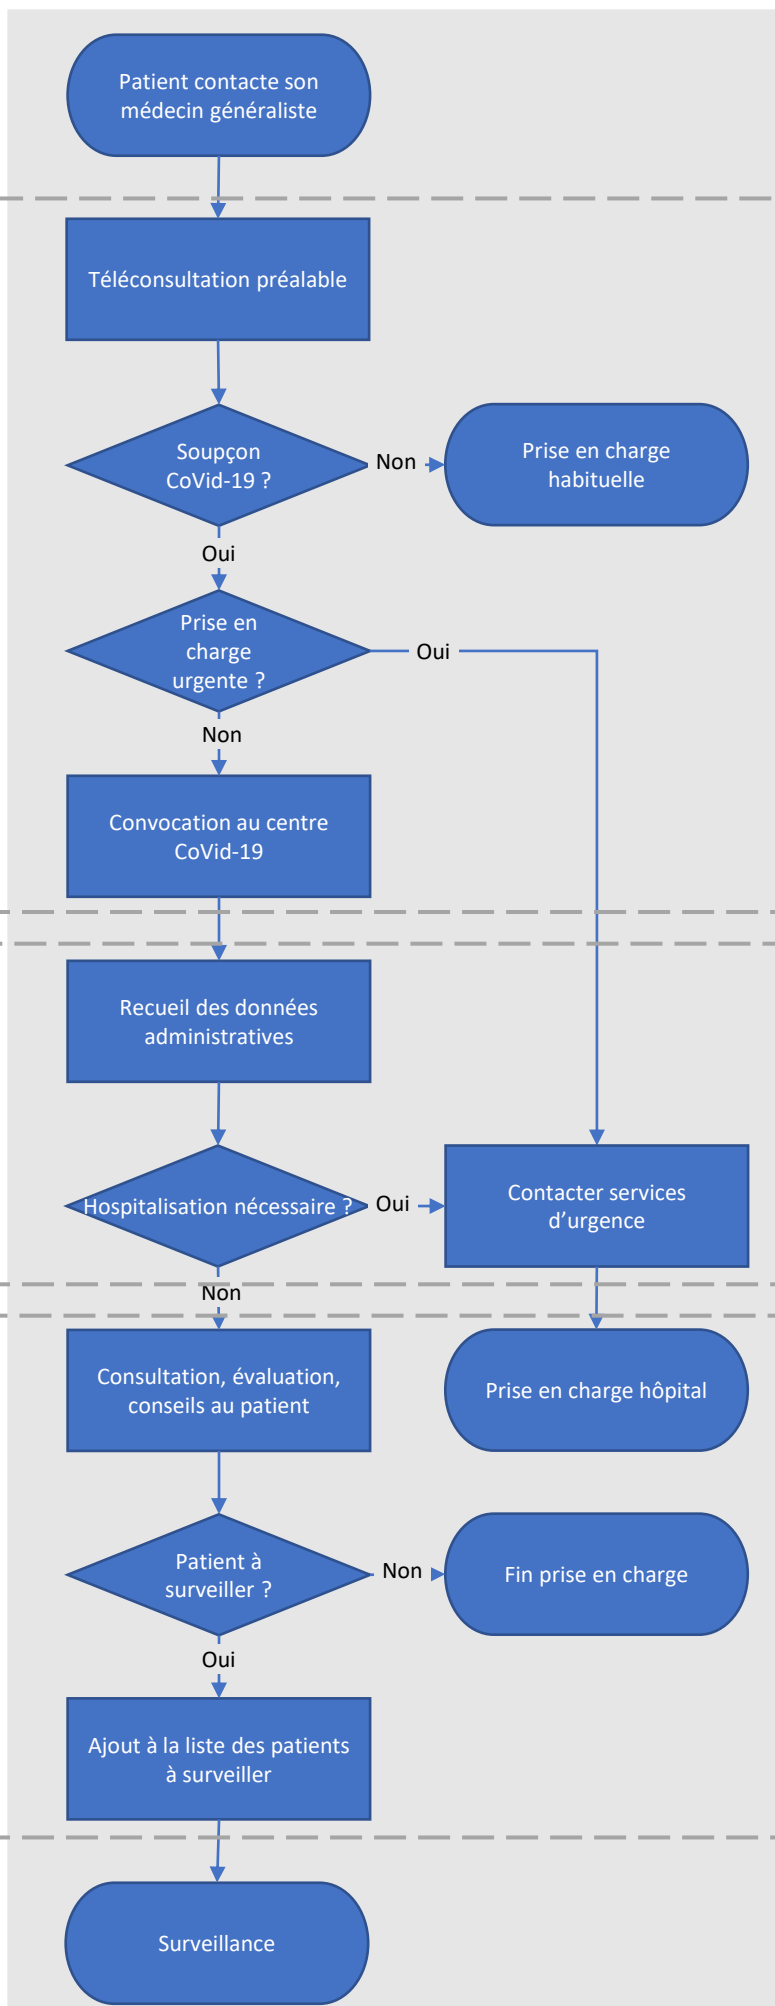 Patient contacte son
médecin généraliste
Téléconsultation préalable
Soupçon
CoVid-19 ?
Non
Prise en charge
habituelle
Oui
Prise en
charge
urgente ?
Oui
Non
Convocation au centre
CoVid-19
Recueil des données
administratives
Hospitalisation nécessaire ?
Oui
Contacter services
d’urgence
Non
Consultation, évaluation,
conseils au patient
Prise en charge hôpital
Patient à
surveiller ?
Non
Fin prise en charge
Oui
Ajout à la liste des patients
à surveiller
Surveillance